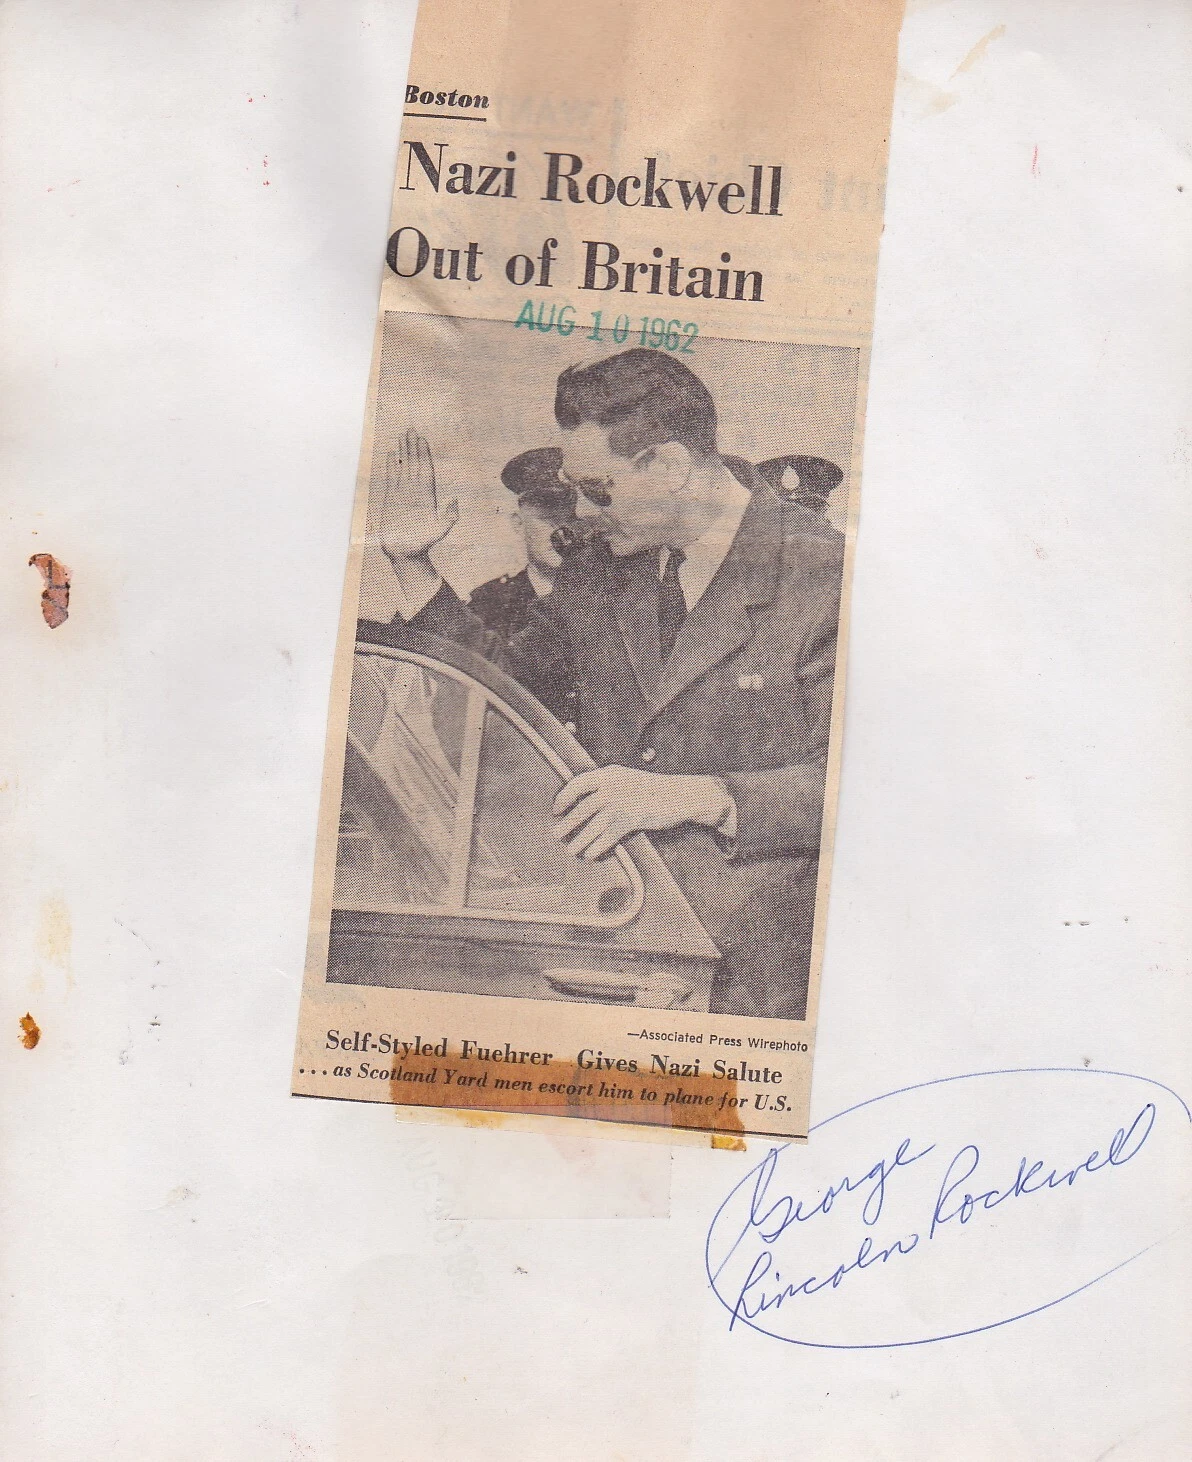 Boston
Nazi Rockwell
Out of Britain
AUG 10 1962
—Associated Press Wirephoto
Self-Styled Fuehrer Gives Nazi Salute
...as Scotland Yard men escort him to plane for U.S.
George
Lincoln Rockwell